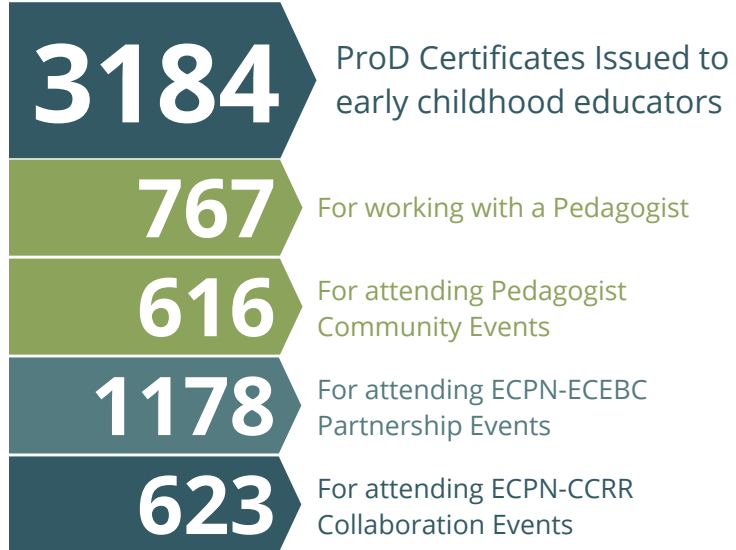 3184
ProD Certificates Issued to
early childhood educators
767
For working with a Pedagogist
616
For attending Pedagogist
Community Events
1178
For attending ECPN-ECEBC
Partnership Events
623
For attending ECPN-CCRR
Collaboration Events